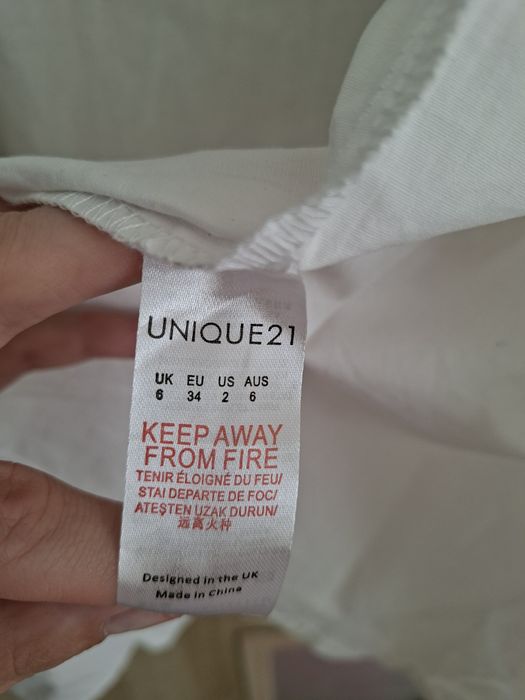 UNIQUE21
UK EU US AUS
6 34 2 6
KEEP AWAY
FROM FIRE
TENIR ÉLOIGNÉ DU FEU/
STAI DEPARTE DE FOC/
ATEŞTEN UZAK DURUN/
远离火种
Designed in the UK
Made in China